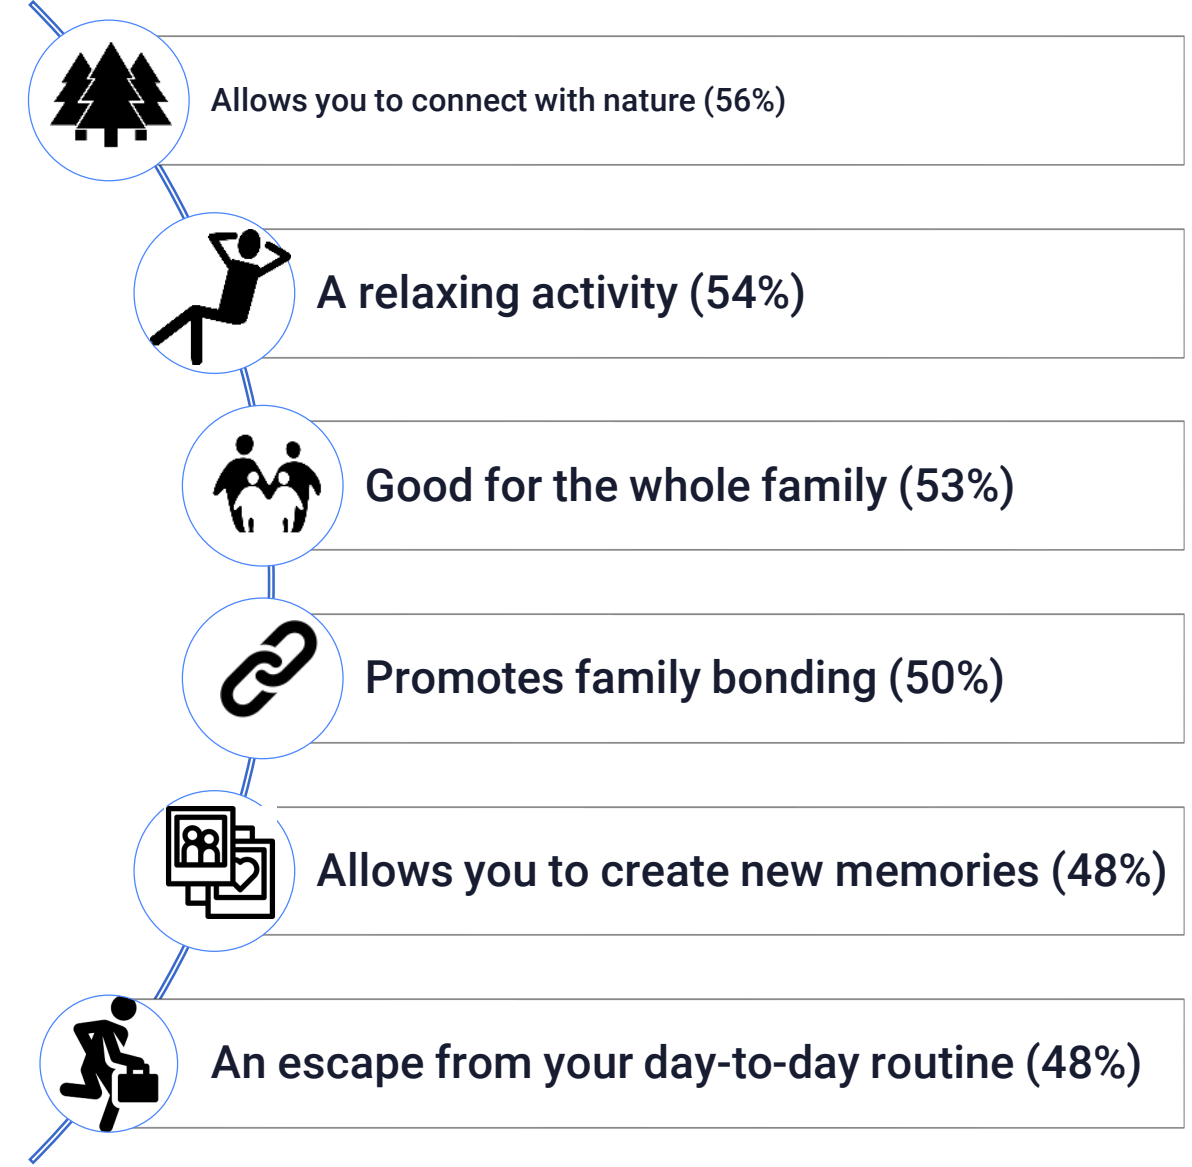 Allows you to connect with nature (56%)
A relaxing activity (54%)
Good for the whole family (53%)
Promotes family bonding (50%)
Allows you to create new memories (48%)
An escape from your day-to-day routine (48%)